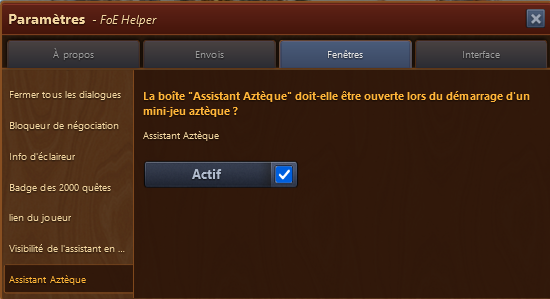 Paramètres - FoE Helper
À propos
Envois
Fenêtres
Interface
Fermer tous les dialogues
Bloqueur de négociation
Info d'éclaireur
Badge des 2000 quêtes
lien du joueur
Visibilité de l'assistant en ...
Assistant Aztèque
La boîte "Assistant Aztèque" doit-elle être ouverte lors du démarrage d'un
mini-jeu aztèque ?
Assistant Aztèque
Actif